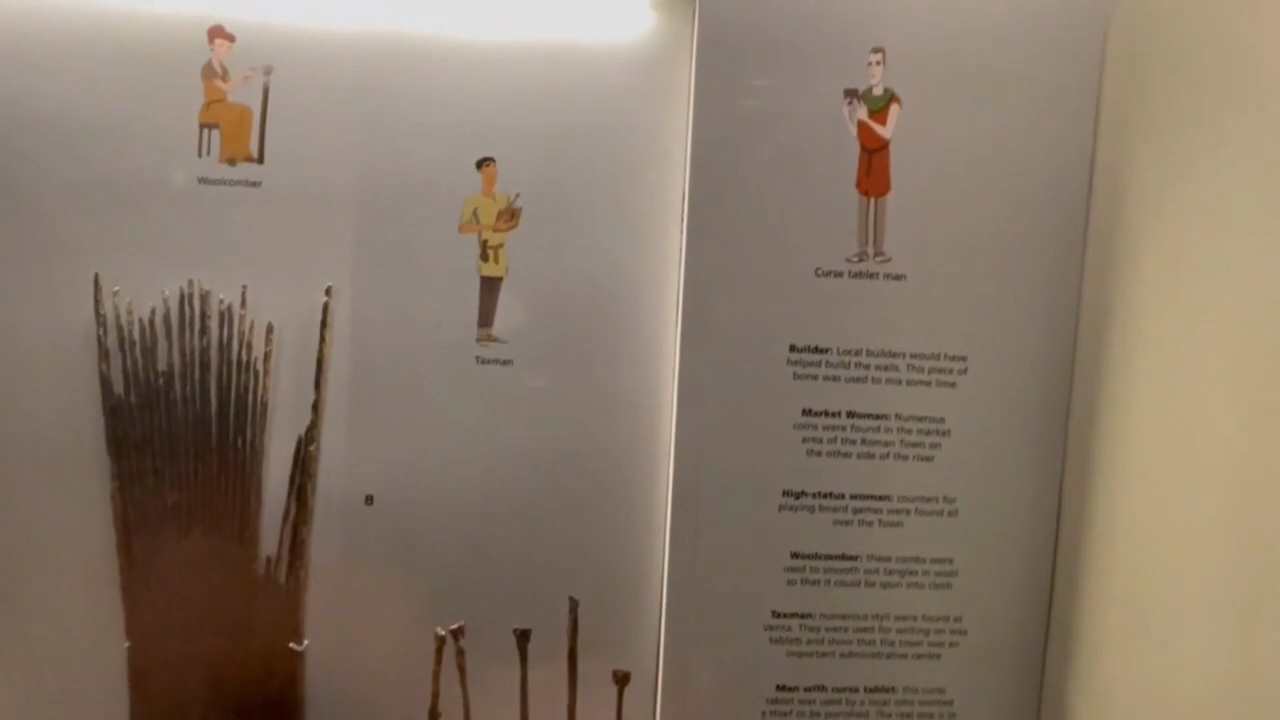 Woolcomber
Taxman
8
Curse tablet man
Builder: Local builders would have
helped build the walls. This piece of
bone was used to mix some lime
Market Woman: Numerous
coins were found in the market
area of the Roman Town on
the other side of the river
High-status woman: counters for
playing board games were found all
over the Town
Woolcomber: these combs were
used to smooth out tangles in wool
so that it could be spun into cloth
Taxman: numerous styli were found at
Venta. They were used for writing on wax
tablets and show that the town was an
important administrative centre
Man with curse tablet: this curse
tablet was used by a local who wanted
a thief to be punished. The real one is in